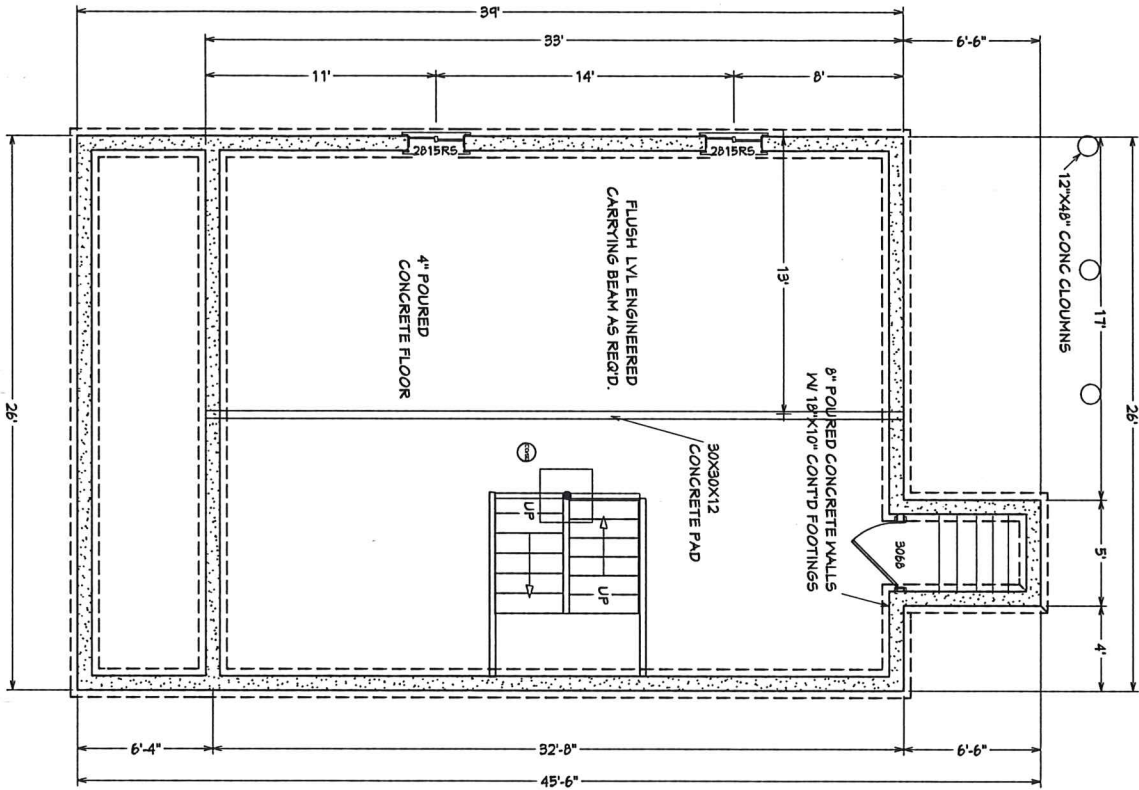 39'
33'
6'-6"
11'
14'
8'
2815RS
2815RS
12"X48" CONC CLOUMNS
17'
26'
13'
FLUSH LVL ENGINEERED
CARRYING BEAM AS REQ'D.
4" POURED
CONCRETE FLOOR
26'
8" POURED CONCRETE WALLS
W/ 18"X10" CONT'D FOOTINGS
30X30X12
CONCRETE PAD
UP
UP
3068
5'
4'
6'-4"
32'-8"
6'-6"
45'-6"